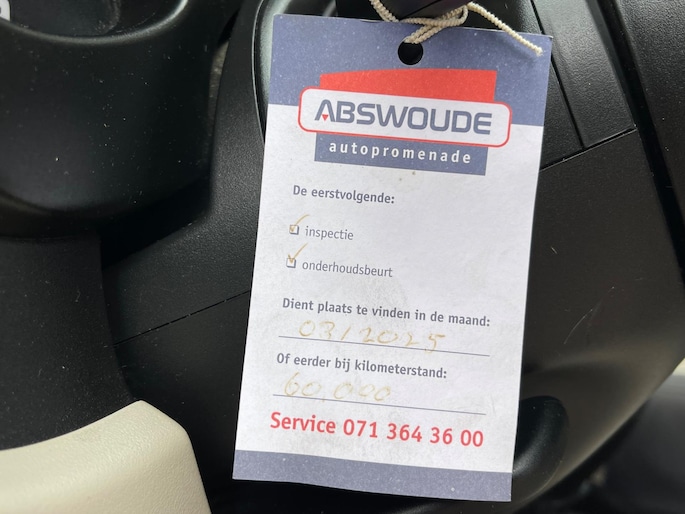 ABSWOUDE
autopromenade
De eerstvolgende:
inspectie
onderhoudsbeurt
Dient plaats te vinden in de maand:
03/2025
Of eerder bij kilometerstand:
60.000
Service 071 364 36 00